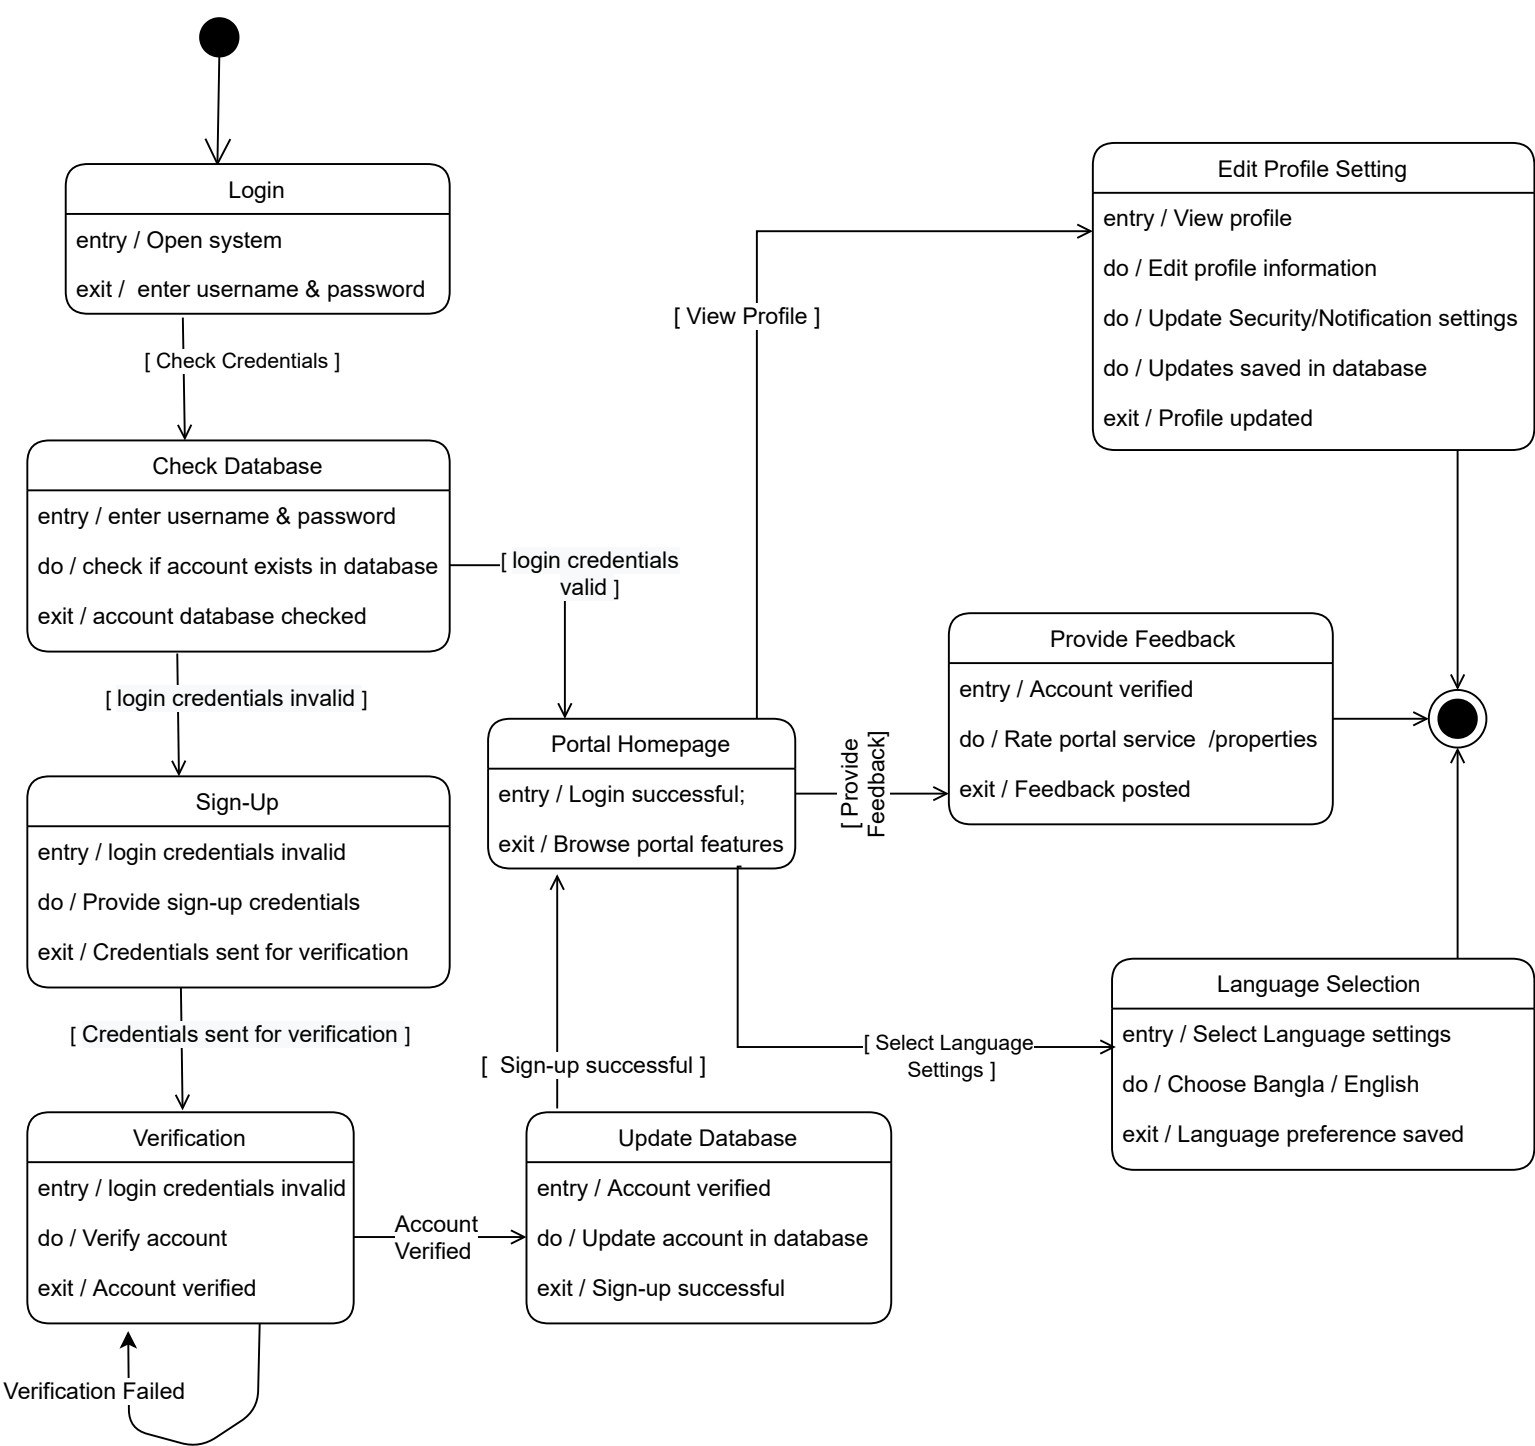 Login
entry / Open system
exit /  enter username & password
[ Check Credentials ]
Check Database
entry / enter username & password
do / check if account exists in database
exit / account database checked
[ login credentials
valid ]
[ login credentials invalid ]
Sign-Up
entry / login credentials invalid
do / Provide sign-up credentials
exit / Credentials sent for verification
[ Credentials sent for verification ]
Verification
entry / login credentials invalid
do / Verify account
exit / Account verified
Verification Failed
Account
Verified
Update Database
entry / Account verified
do / Update account in database
exit / Sign-up successful
[  Sign-up successful ]
Portal Homepage
entry / Login successful;
exit / Browse portal features
[ View Profile ]
Edit Profile Setting
entry / View profile
do / Edit profile information
do / Update Security/Notification settings
do / Updates saved in database
exit / Profile updated
[ Provide
Feedback]
Provide Feedback
entry / Account verified
do / Rate portal service  /properties
exit / Feedback posted
[ Select Language
Settings ]
Language Selection
entry / Select Language settings
do / Choose Bangla / English
exit / Language preference saved